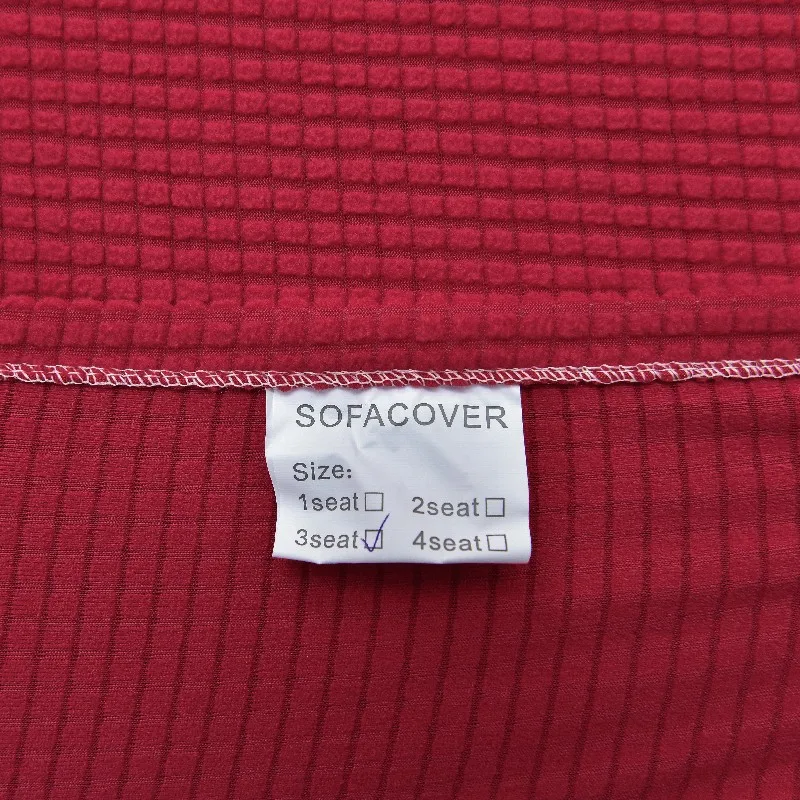 SOFACOVER
Size:
1seat☐ 2seat☐
3seat☑ 4seat☐